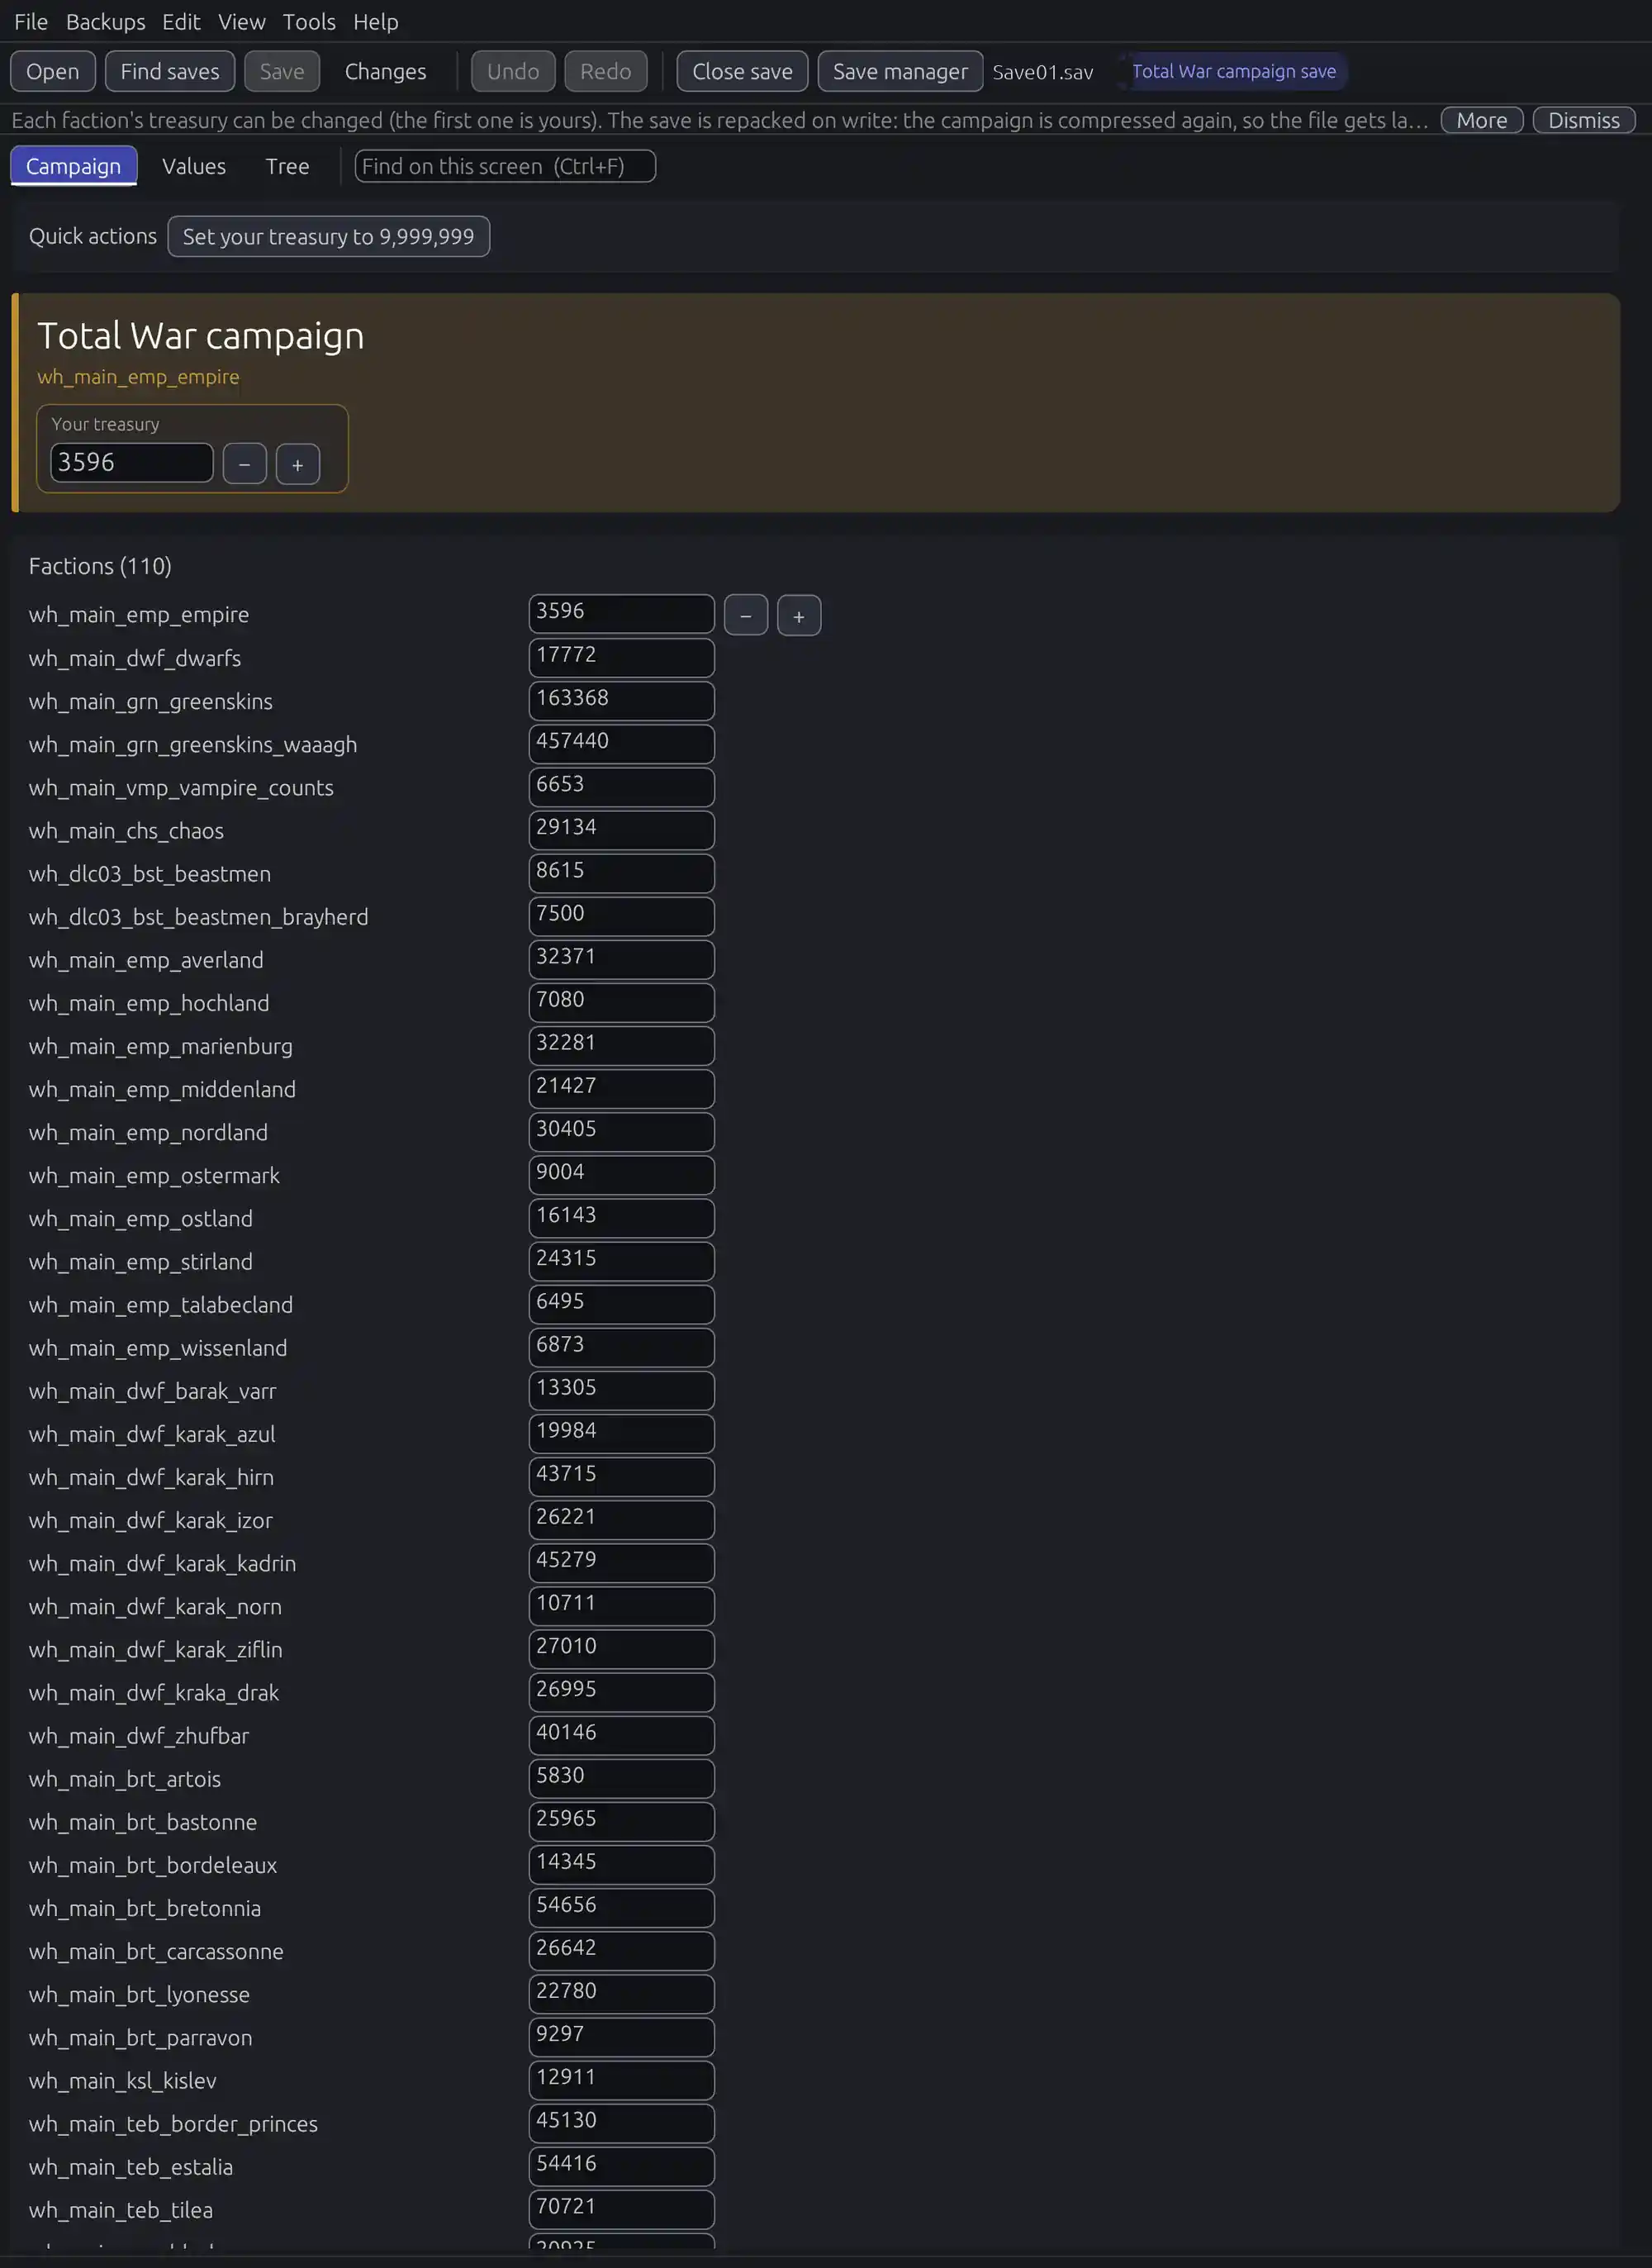 File Backups Edit View Tools Help
Open Find saves Save Changes Undo Redo Close save Save manager Save01.sav Total War campaign save
Each faction's treasury can be changed (the first one is yours). The save is repacked on write: the campaign is compressed again, so the file gets la... More Dismiss
Campaign Values Tree Find on this screen (Ctrl+F)
Quick actions Set your treasury to 9,999,999
Total War campaign
wh_main_emp_empire
Your treasury
3596 − +
Factions (110)
wh_main_emp_empire 3596 − +
wh_main_dwf_dwarfs 17772
wh_main_grn_greenskins 163368
wh_main_grn_greenskins_waaagh 457440
wh_main_vmp_vampire_counts 6653
wh_main_chs_chaos 29134
wh_dlc03_bst_beastmen 8615
wh_dlc03_bst_beastmen_brayherd 7500
wh_main_emp_averland 32371
wh_main_emp_hochland 7080
wh_main_emp_marienburg 32281
wh_main_emp_middenland 21427
wh_main_emp_nordland 30405
wh_main_emp_ostermark 9004
wh_main_emp_ostland 16143
wh_main_emp_stirland 24315
wh_main_emp_talabecland 6495
wh_main_emp_wissenland 6873
wh_main_dwf_barak_varr 13305
wh_main_dwf_karak_azul 19984
wh_main_dwf_karak_hirn 43715
wh_main_dwf_karak_izor 26221
wh_main_dwf_karak_kadrin 45279
wh_main_dwf_karak_norn 10711
wh_main_dwf_karak_ziflin 27010
wh_main_dwf_kraka_drak 26995
wh_main_dwf_zhufbar 40146
wh_main_brt_artois 5830
wh_main_brt_bastonne 25965
wh_main_brt_bordeleaux 14345
wh_main_brt_bretonnia 54656
wh_main_brt_carcassonne 26642
wh_main_brt_lyonesse 22780
wh_main_brt_parravon 9297
wh_main_ksl_kislev 12911
wh_main_teb_border_princes 45130
wh_main_teb_estalia 54416
wh_main_teb_tilea 70721